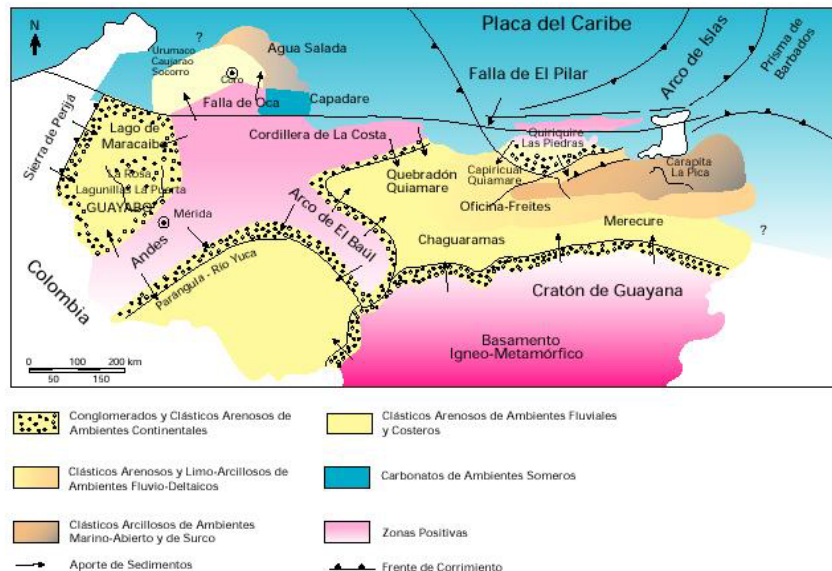 Placa del Caribe
N
?
Urumaco
Caujarao
Socorro
Agua Salada
Coro
Falla de Oca
Capadare
Falla de El Pilar
Arco de Islas
Prisma de
Barbados
Sierra de Perijá
Lago de
Maracaibo
La Rosa
Lagunillas La Puerta
GUAYABO
Cordillera de La Costa
Quiriquire
Las Piedras
Quebradón
Quiamare
Capiricual
Quiamare
Carapita
La Pica
Oficina-Freites
Merecure
?
Mérida
Andes
Arco de El Baúl
Chaguaramas
Parángula - Río Yuca
Colombia
Cratón de Guayana
Basamento
Igneo-Metamórfico
0 100 200 km
50 150
Conglomerados y Clásticos Arenosos de
Ambientes Continentales
Clásticos Arenosos de Ambientes Fluviales
y Costeros
Clásticos Arenosos y Limo-Arcillosos de
Ambientes Fluvio-Deltaicos
Carbonatos de Ambientes Someros
Clásticos Arcillosos de Ambientes
Marino-Abierto y de Surco
Zonas Positivas
Aporte de Sedimentos
Frente de Corrimiento